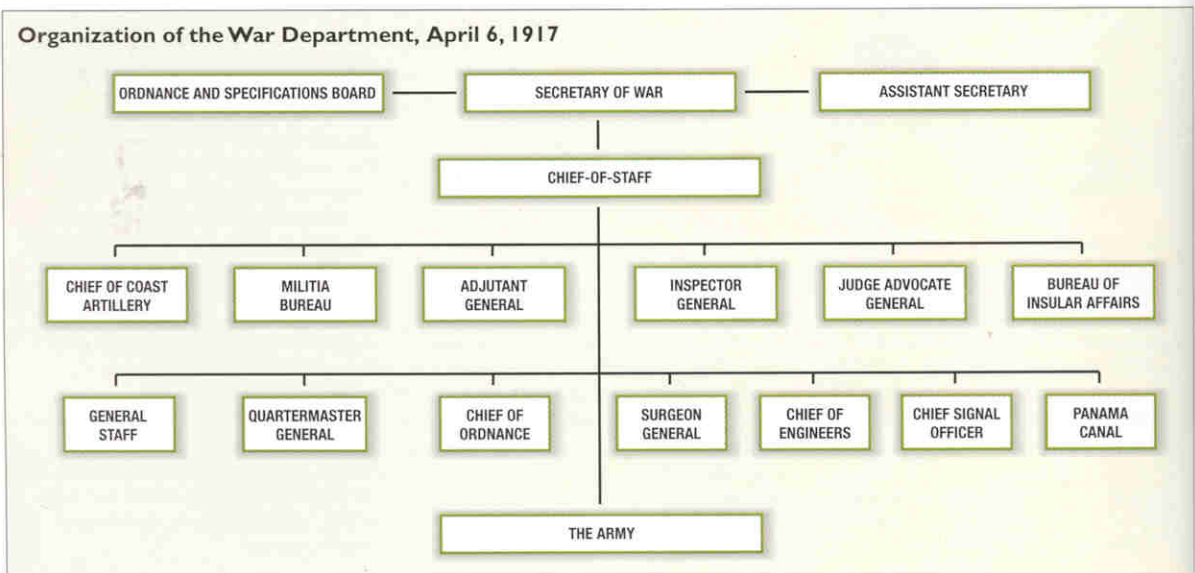 Organization of the War Department, April 6, 1917
ORDNANCE AND SPECIFICATIONS BOARD
SECRETARY OF WAR
ASSISTANT SECRETARY
CHIEF-OF-STAFF
CHIEF OF COAST
ARTILLERY
MILITIA
BUREAU
ADJUTANT
GENERAL
INSPECTOR
GENERAL
JUDGE ADVOCATE
GENERAL
BUREAU OF
INSULAR AFFAIRS
GENERAL
STAFF
QUARTERMASTER
GENERAL
CHIEF OF
ORDNANCE
SURGEON
GENERAL
CHIEF OF
ENGINEERS
CHIEF SIGNAL
OFFICER
PANAMA
CANAL
THE ARMY